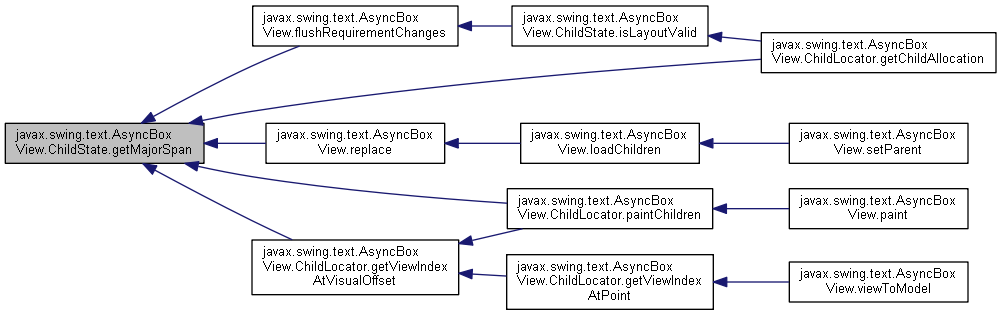 javax.swing.text.AsyncBox
View.flushRequirementChanges
javax.swing.text.AsyncBox
View.ChildState.isLayoutValid
javax.swing.text.AsyncBox
View.ChildLocator.getChildAllocation
javax.swing.text.AsyncBox
View.ChildState.getMajorSpan
javax.swing.text.AsyncBox
View.replace
javax.swing.text.AsyncBox
View.loadChildren
javax.swing.text.AsyncBox
View.setParent
javax.swing.text.AsyncBox
View.ChildLocator.paintChildren
javax.swing.text.AsyncBox
View.paint
javax.swing.text.AsyncBox
View.ChildLocator.getViewIndex
AtVisualOffset
javax.swing.text.AsyncBox
View.ChildLocator.getViewIndex
AtPoint
javax.swing.text.AsyncBox
View.viewToModel